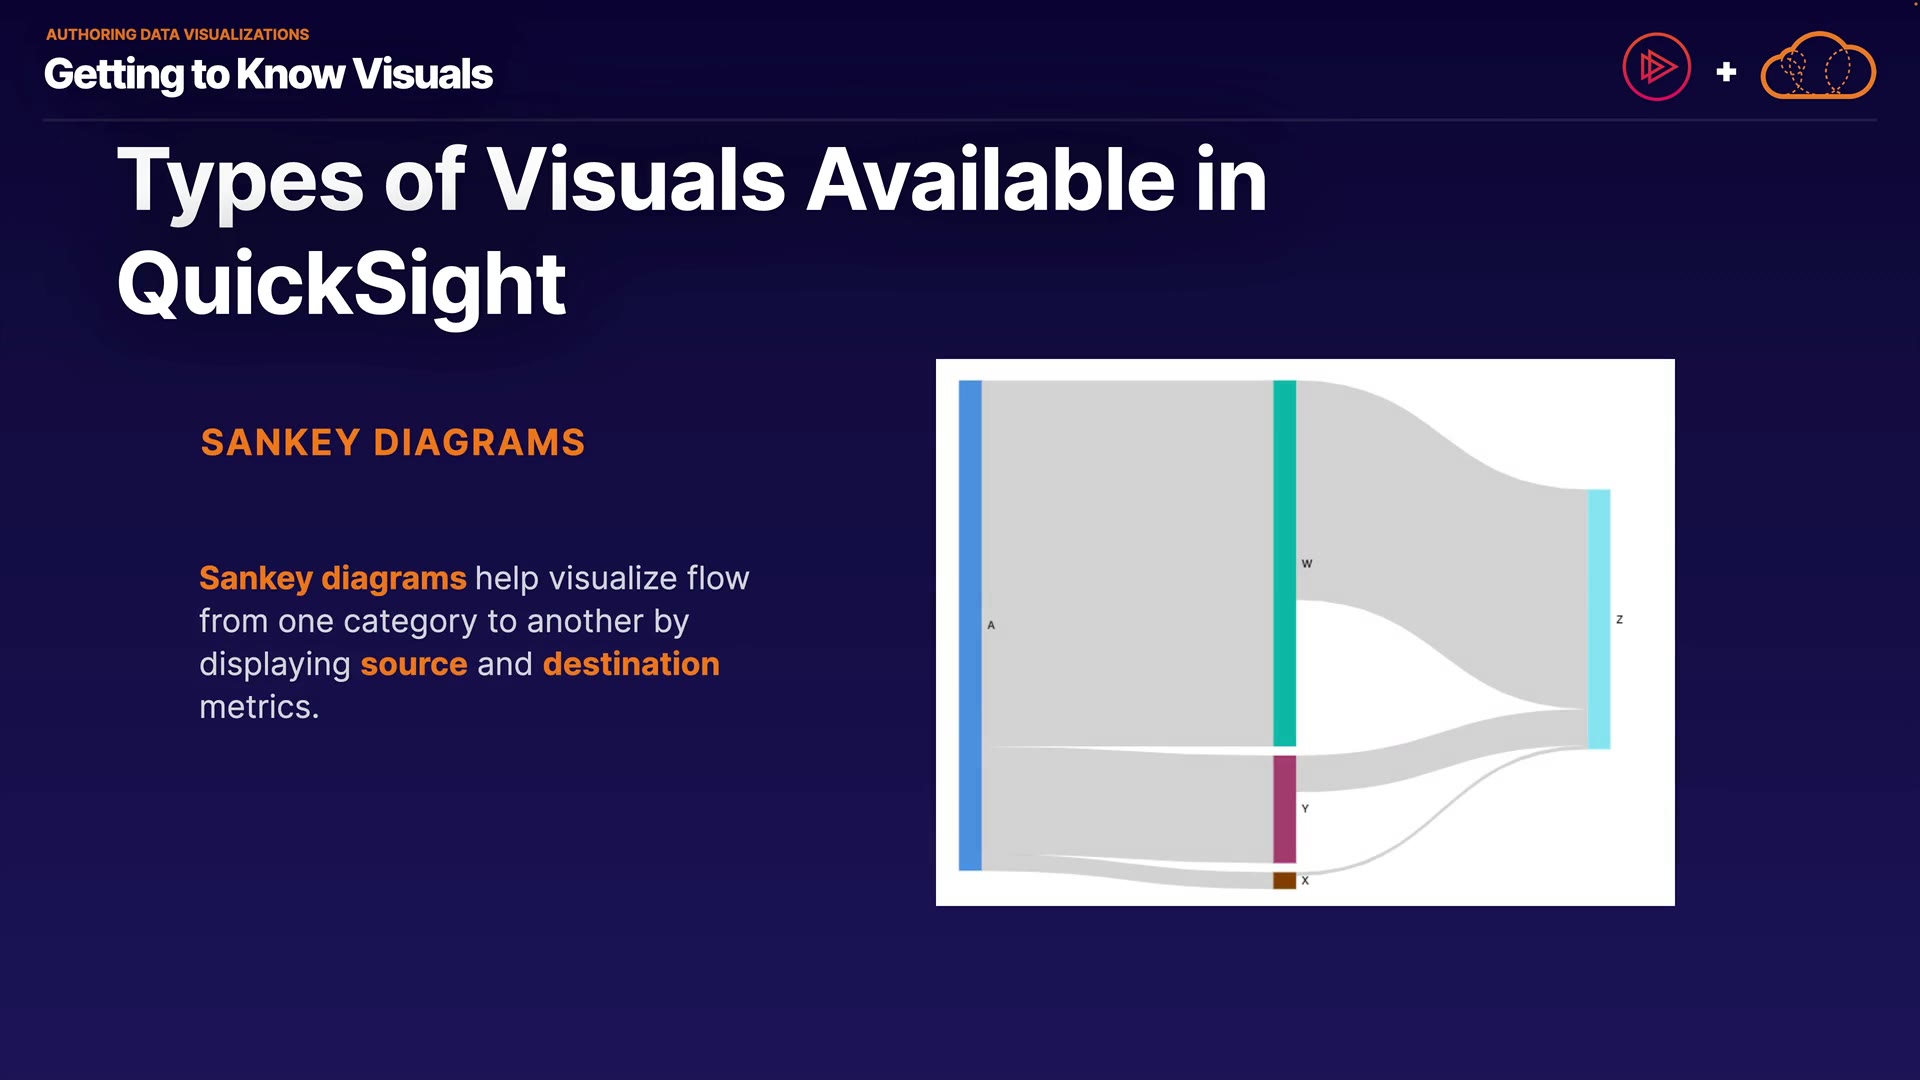 AUTHORING DATA VISUALIZATIONS
Getting to Know Visuals
+
Types of Visuals Available in
QuickSight
SANKEY DIAGRAMS
Sankey diagrams help visualize flow
from one category to another by
displaying source and destination
metrics.
A
W
Y
X
Z